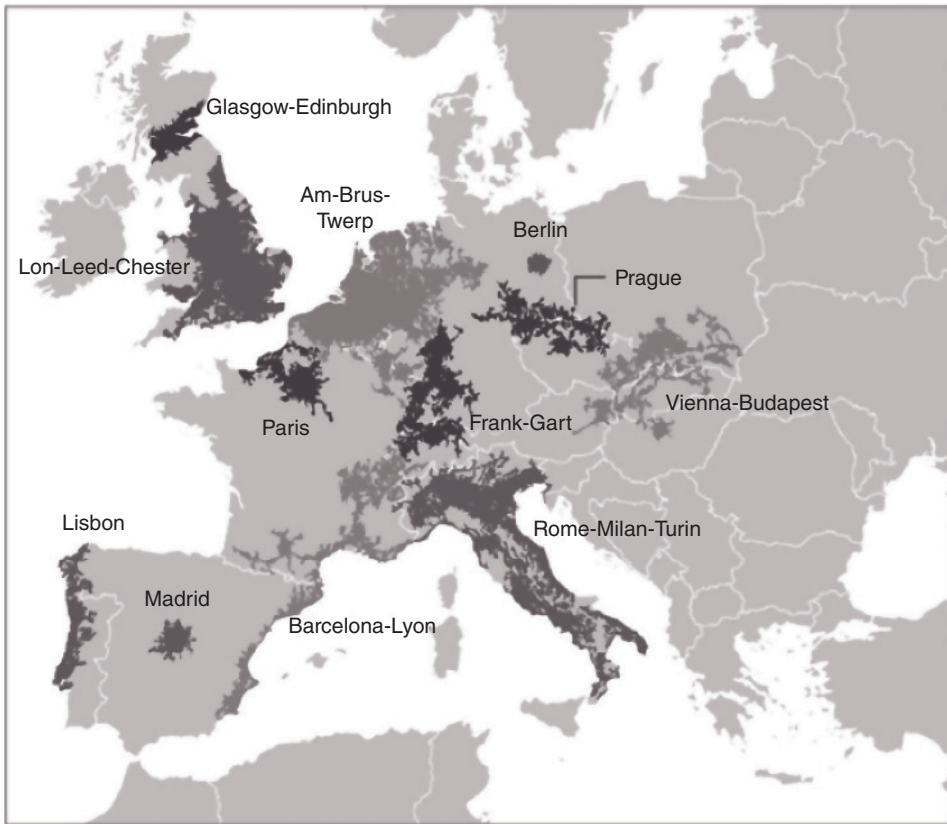 Glasgow-Edinburgh
Am-Brus-
Twerp
Berlin
Lon-Leed-Chester
Prague
Vienna-Budapest
Paris
Frank-Gart
Lisbon
Rome-Milan-Turin
Madrid
Barcelona-Lyon